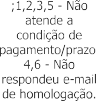 ;1,2,3,5 - Não
atende a
condição de
pagamento/prazo
4,6 - Não
respondeu e-mail
de homologação.